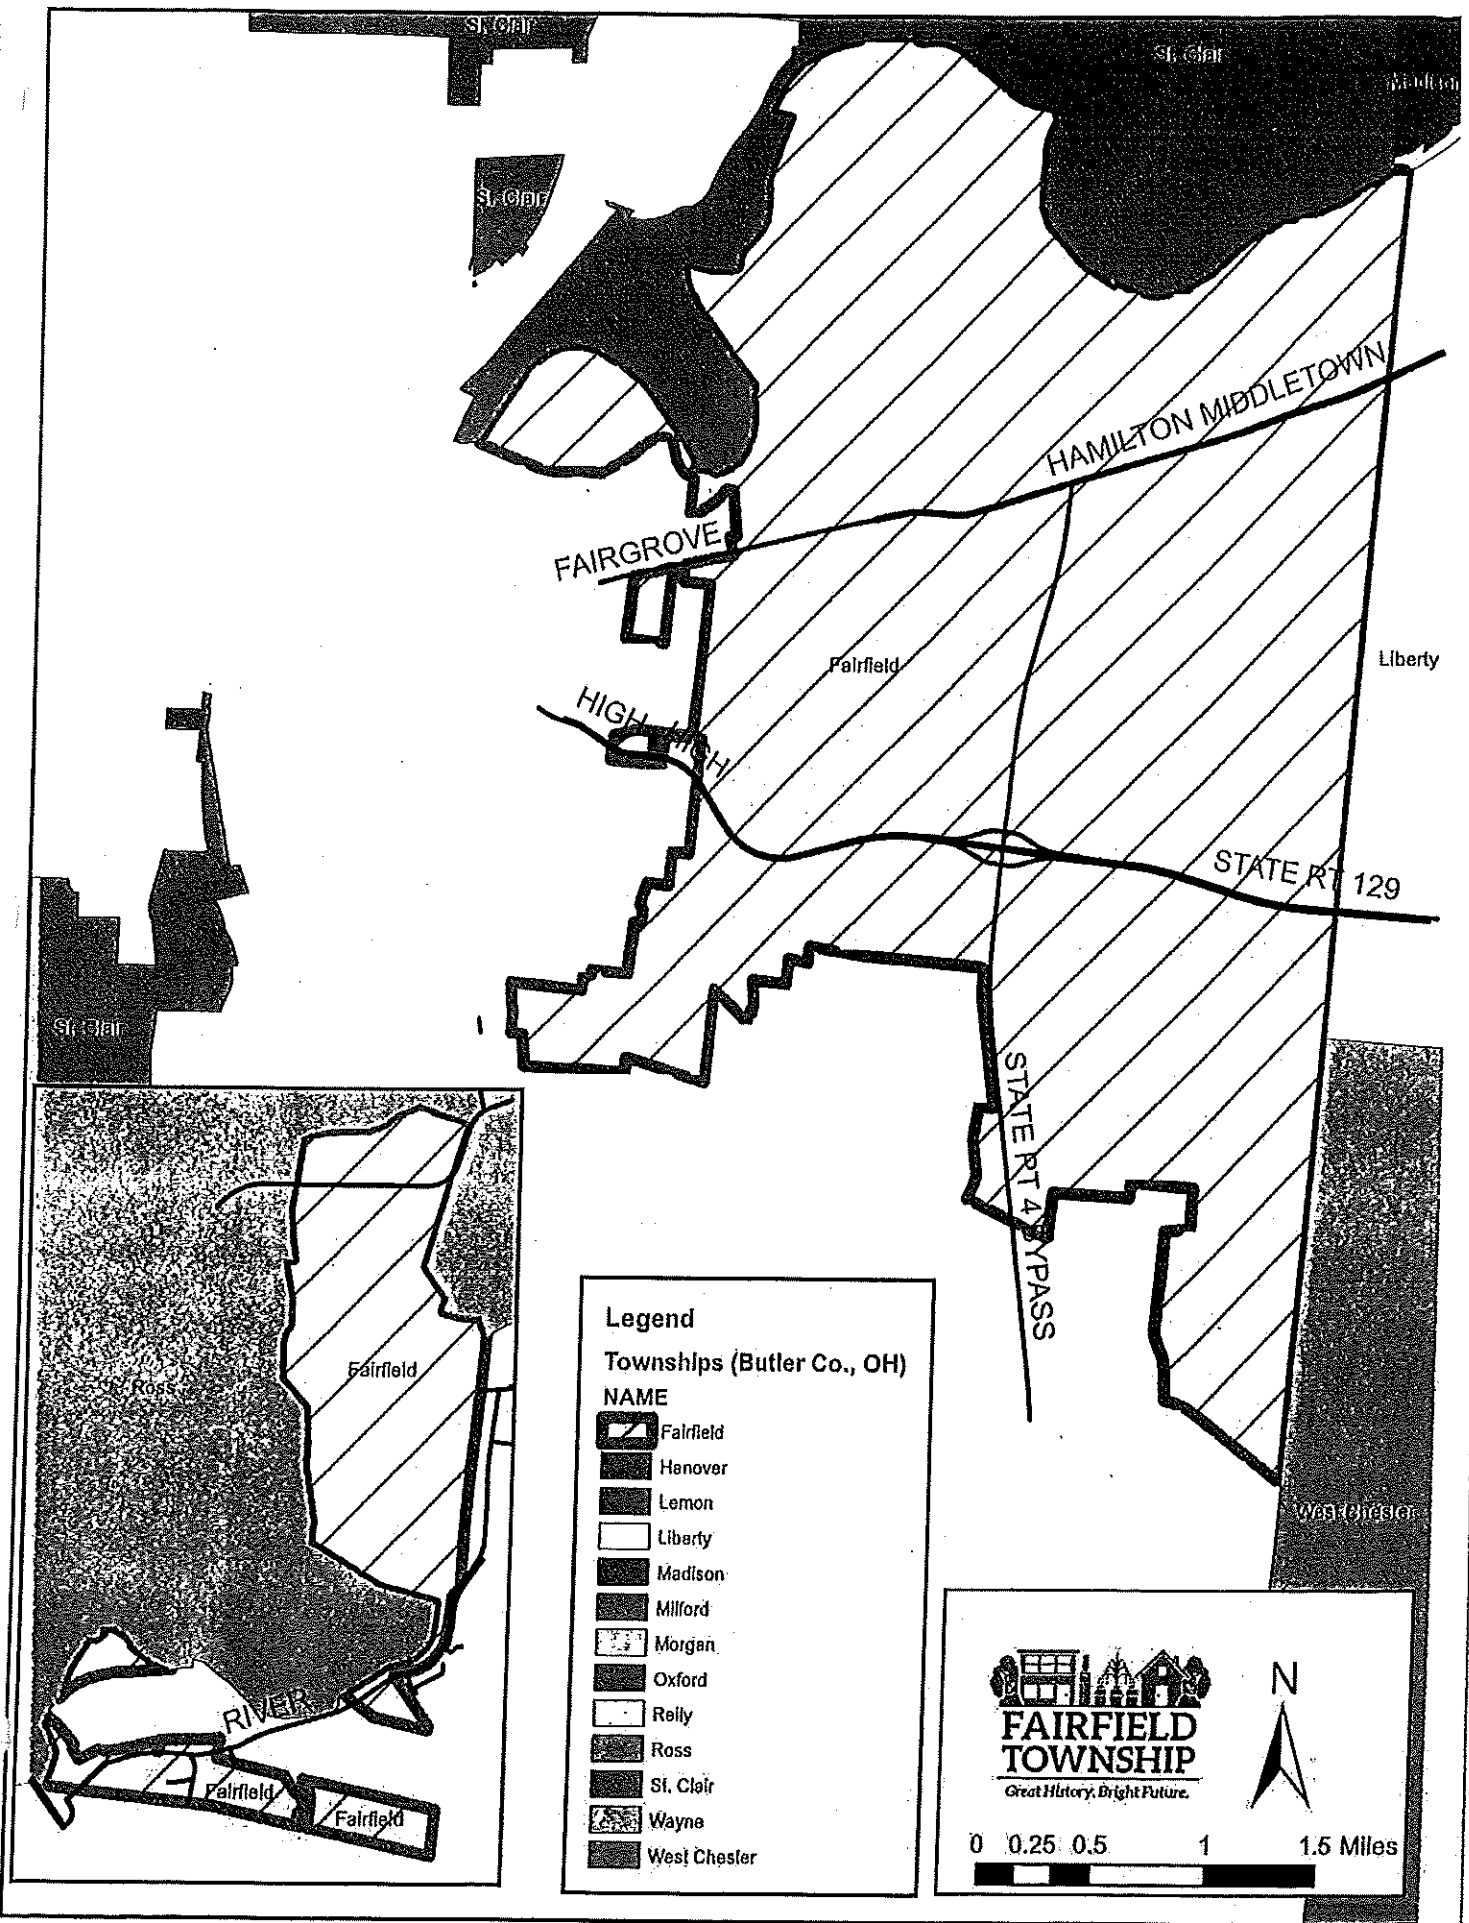 St. Clair
St. Clair
Madison
St. Clair
HAMILTON MIDDLETOWN
FAIRGROVE
Fairfield
Liberty
HIGH
HIGH
STATE RT 129
St. Clair
STATE RT 4 BYPASS
Ross
Fairfield
RIVER
Fairfield
Fairfield
West Chester
Legend
Townships (Butler Co., OH)
NAME
Fairfield
Hanover
Lemon
Liberty
Madison
Milford
Morgan
Oxford
Reily
Ross
St. Clair
Wayne
West Chester
FAIRFIELD
TOWNSHIP
Great History. Bright Future.
N
0 0.25 0.5 1 1.5 Miles